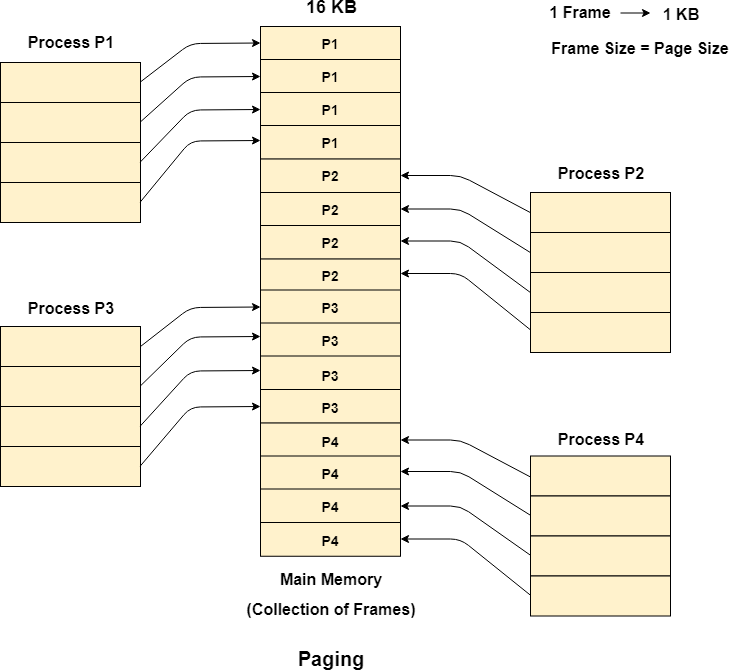 16 KB
1 Frame → 1 KB
Frame Size = Page Size
Process P1
P1
P1
P1
P1
P2
P2
P2
P2
Process P2
Process P3
P3
P3
P3
P3
P4
P4
P4
P4
Process P4
Main Memory
(Collection of Frames)
Paging